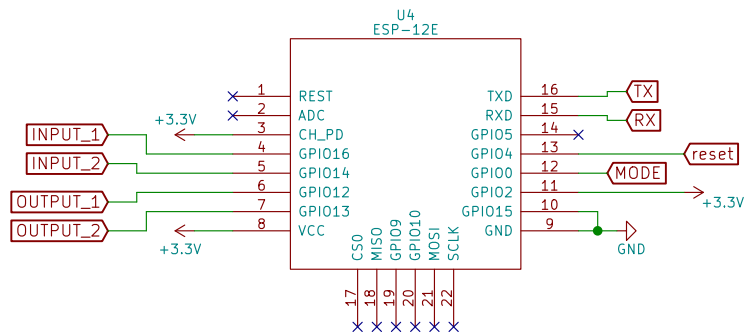 U4
ESP-12E
1 REST
2 ADC
+3.3V 3 CH_PD
INPUT_1 4 GPIO16
INPUT_2 5 GPIO14
OUTPUT_1 6 GPIO12
OUTPUT_2 7 GPIO13
+3.3V 8 VCC
TXD 16 TX
RXD 15 RX
GPIO5 14
GPIO4 13 reset
GPIO0 12 MODE
GPIO2 11 +3.3V
GPIO15 10
GND 9 GND
CS0 17
MISO 18
GPIO9 19
GPIO10 20
MOSI 21
SCLK 22